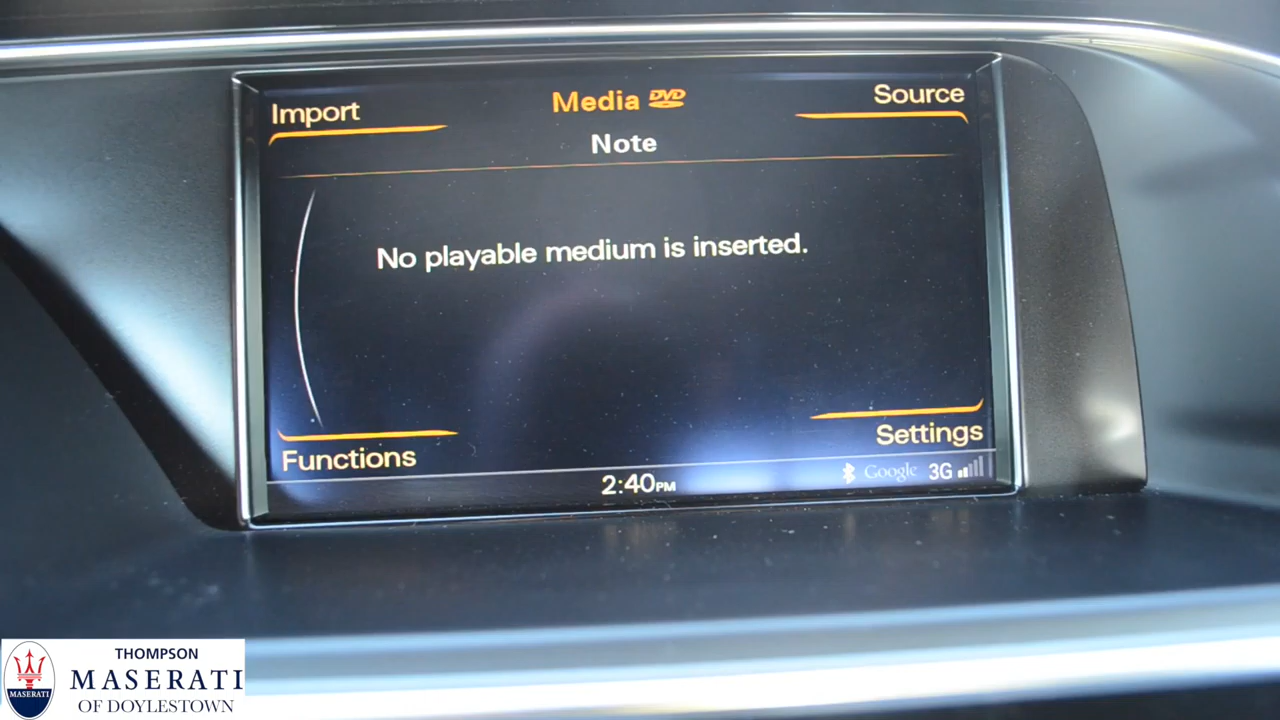 Import
Media DVD
Source
Note
No playable medium is inserted.
Functions
Settings
2:40PM
Google 3G
THOMPSON
MASERATI
MASERATI
OF DOYLESTOWN